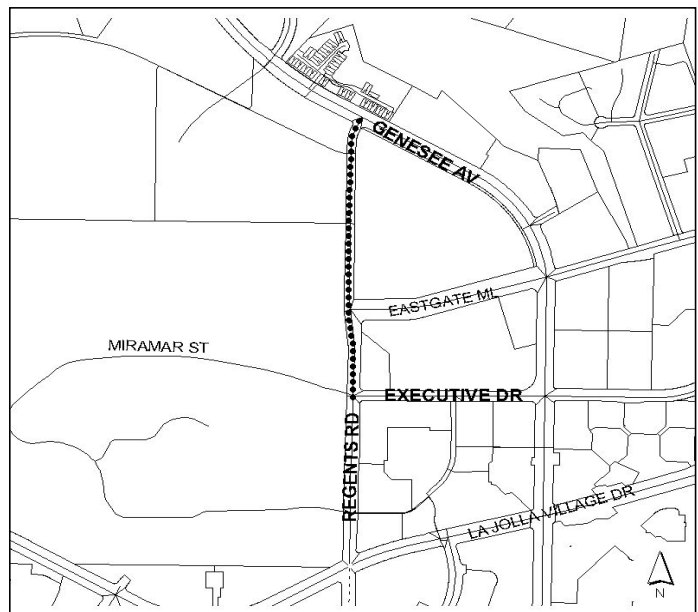 GENESEE AV
EASTGATE ML
MIRAMAR ST
EXECUTIVE DR
REGENTS RD
LA JOLLA VILLAGE DR
N